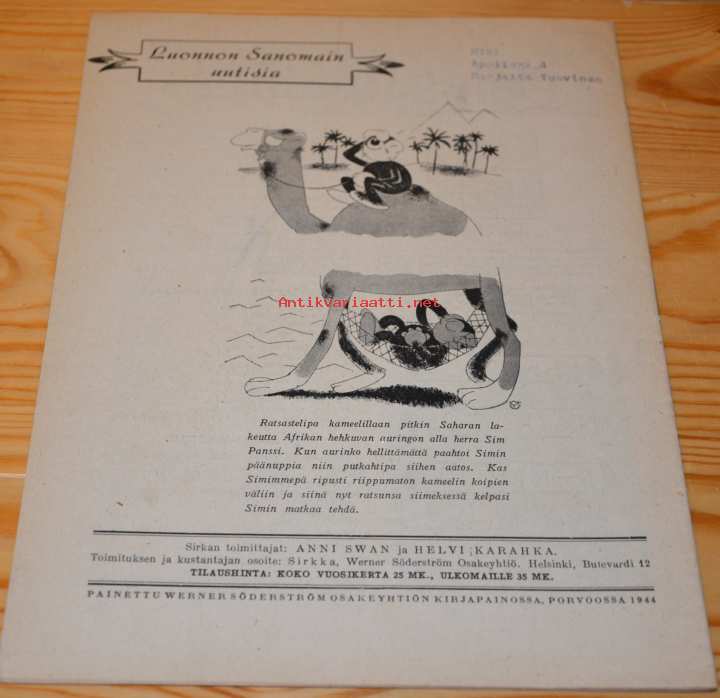 Luonnon Sanomain
uutisia
Antikvariaatti.net
Ratsastelipa kameelillaan pitkin Saharan la-
keutta Afrikan hehkuvan auringon alla herra Sim
Panssi. Kun aurinko hellittämättä paahtoi Simin
päänuppia niin putkahtipa siihen aatos. Kas
Simimmepä ripusti riippumaton kameelin koipien
väliin ja siinä nyt ratsunsa siimeksessä kelpasi
Simin matkaa tehdä.
Sirkan toimittajat: ANNI SWAN ja HELVI KARAHKA.
Toimituksen ja kustantajan osoite: Sirkka, Werner Söderström Osakeyhtiö. Helsinki, Bulevardi 12
TILAUSHINTA: KOKO VUOSIKERTA 25 MK., ULKOMAILLE 35 MK.
PAINETTU WERNER SÖDERSTRÖM OSAKEYHTIÖN KIRJAPAINOSSA, PORVOOSSA 1944